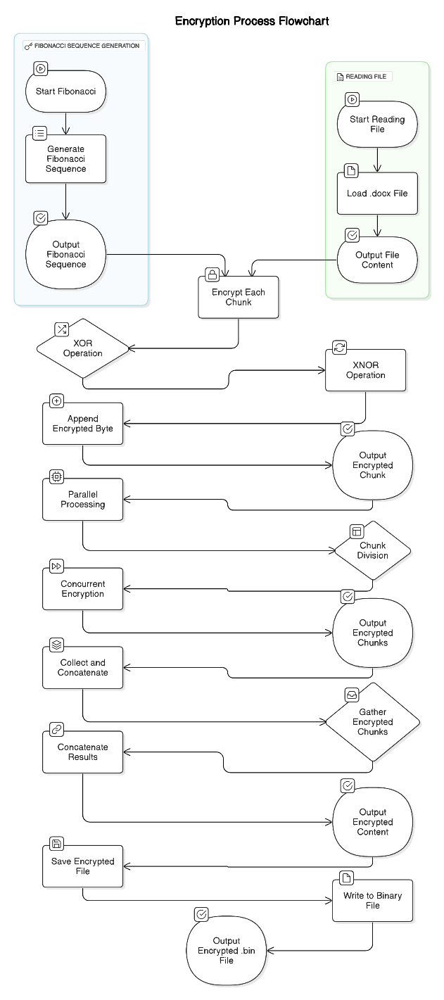 Encryption Process Flowchart
FIBONACCI SEQUENCE GENERATION
Start Fibonacci
Generate
Fibonacci
Sequence
Output
Fibonacci
Sequence
READING FILE
Start Reading
File
Load .docx File
Output File
Content
Encrypt Each
Chunk
XOR
Operation
XNOR
Operation
Append
Encrypted Byte
Output
Encrypted
Chunk
Parallel
Processing
Chunk
Division
Concurrent
Encryption
Output
Encrypted
Chunks
Collect and
Concatenate
Gather
Encrypted
Chunks
Concatenate
Results
Output
Encrypted
Content
Save Encrypted
File
Write to Binary
File
Output
Encrypted .bin
File